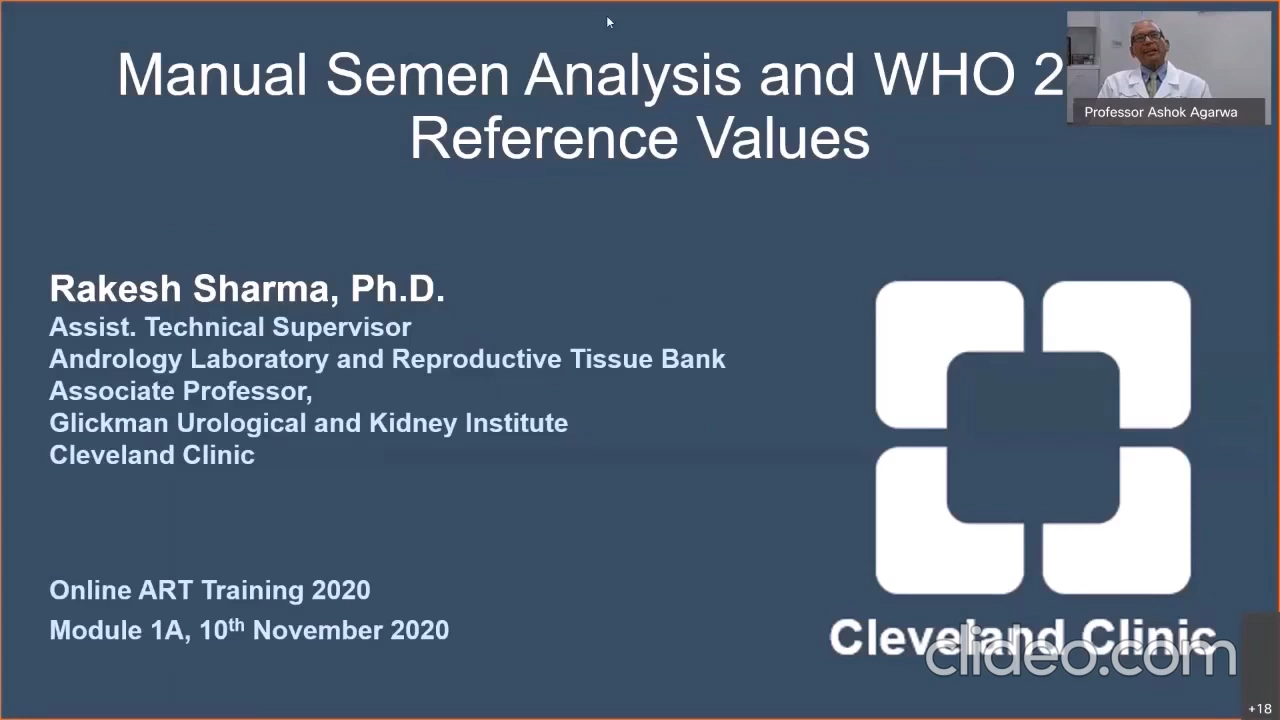 Manual Semen Analysis and WHO 2
Reference Values
Professor Ashok Agarwa
Rakesh Sharma, Ph.D.
Assist. Technical Supervisor
Andrology Laboratory and Reproductive Tissue Bank
Associate Professor,
Glickman Urological and Kidney Institute
Cleveland Clinic
Online ART Training 2020
Module 1A, 10th November 2020
Cleveland Clinic
clideo.com
+18